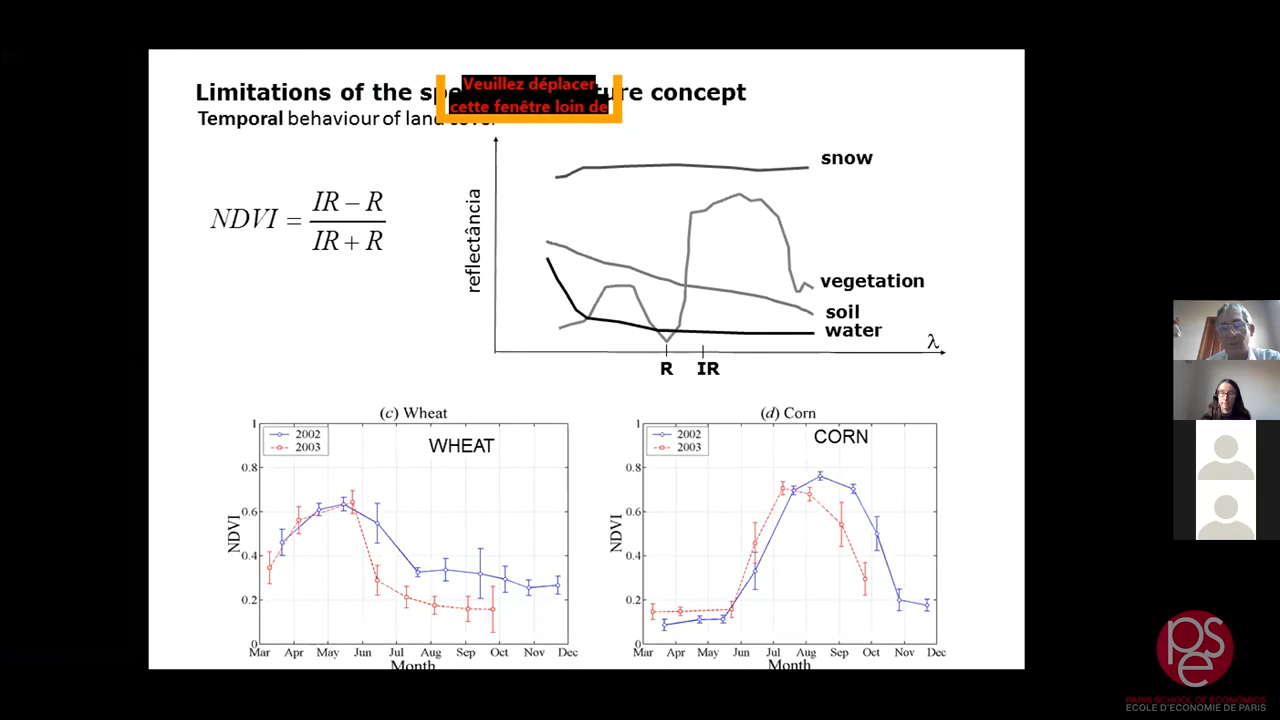 Limitations of the spe ure concept
Veuillez déplacer
cette fenêtre loin de
Temporal behaviour of land cover
NDVI = IR − R / IR + R
reflectância
snow
vegetation
soil
water
λ
R IR
(c) Wheat
WHEAT
2002
2003
NDVI
1
0.8
0.6
0.4
0.2
0
Mar Apr May Jun Jul Aug Sep Oct Nov Dec
Month
(d) Corn
CORN
2002
2003
NDVI
1
0.8
0.6
0.4
0.2
0
Mar Apr May Jun Jul Aug Sep Oct Nov Dec
Month
pse
PARIS SCHOOL OF ECONOMICS
ECOLE D'ECONOMIE DE PARIS